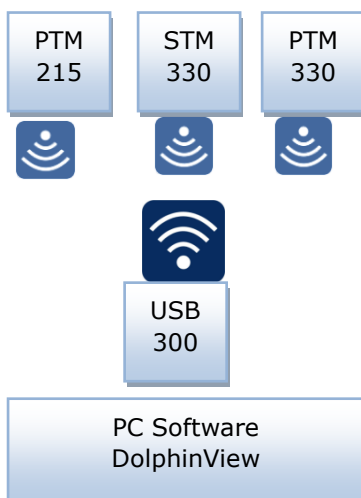 PTM
215
STM
330
PTM
330
USB
300
PC Software
DolphinView